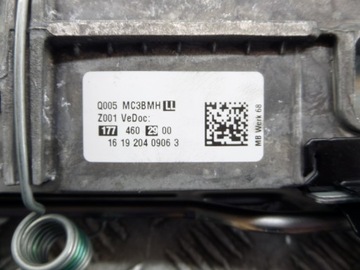 Q005 MC3BMH LL
Z001 VeDoc:
177 460 29 00
16 19 204 0906 3
MB Werk 68